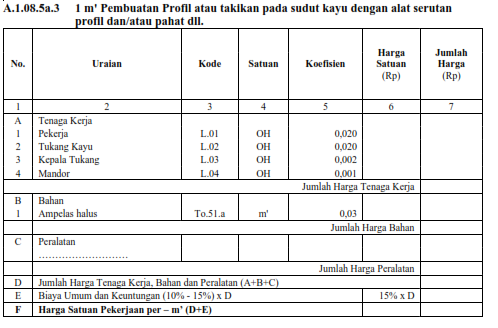 A.1.08.5a.3 1 m' Pembuatan Profil atau takikan pada sudut kayu dengan alat serutan
profil dan/atau pahat dll.
No. Uraian Kode Satuan Koefisien Harga Satuan (Rp) Jumlah Harga (Rp)
1 2 3 4 5 6 7
A Tenaga Kerja
1 Pekerja L.01 OH 0,020
2 Tukang Kayu L.02 OH 0,020
3 Kepala Tukang L.03 OH 0,002
4 Mandor L.04 OH 0,001
Jumlah Harga Tenaga Kerja
B Bahan
1 Ampelas halus To.51.a m' 0,03
Jumlah Harga Bahan
C Peralatan
..............................
Jumlah Harga Peralatan
D Jumlah Harga Tenaga Kerja, Bahan dan Peralatan (A+B+C)
E Biaya Umum dan Keuntungan (10% - 15%) x D 15% x D
F Harga Satuan Pekerjaan per – m' (D+E)